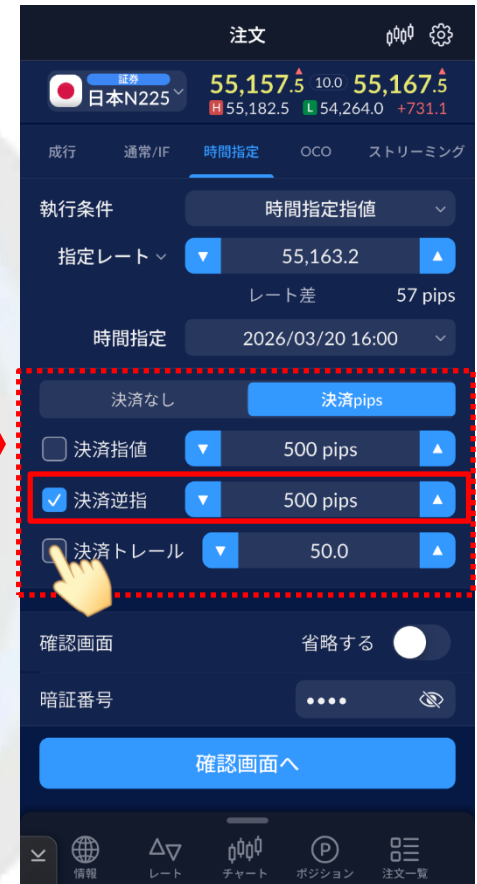 注文
証券
日本N225
55,157.5 10.0 55,167.5
H 55,182.5 L 54,264.0 +731.1
成行 通常/IF 時間指定 OCO ストリーミング
執行条件 時間指定指値
指定レート 55,163.2
レート差 57 pips
時間指定 2026/03/20 16:00
決済なし 決済pips
決済指値 500 pips
決済逆指 500 pips
決済トレール 50.0
確認画面 省略する
暗証番号 ••••
確認画面へ
情報 レート チャート P ポジション 注文一覧